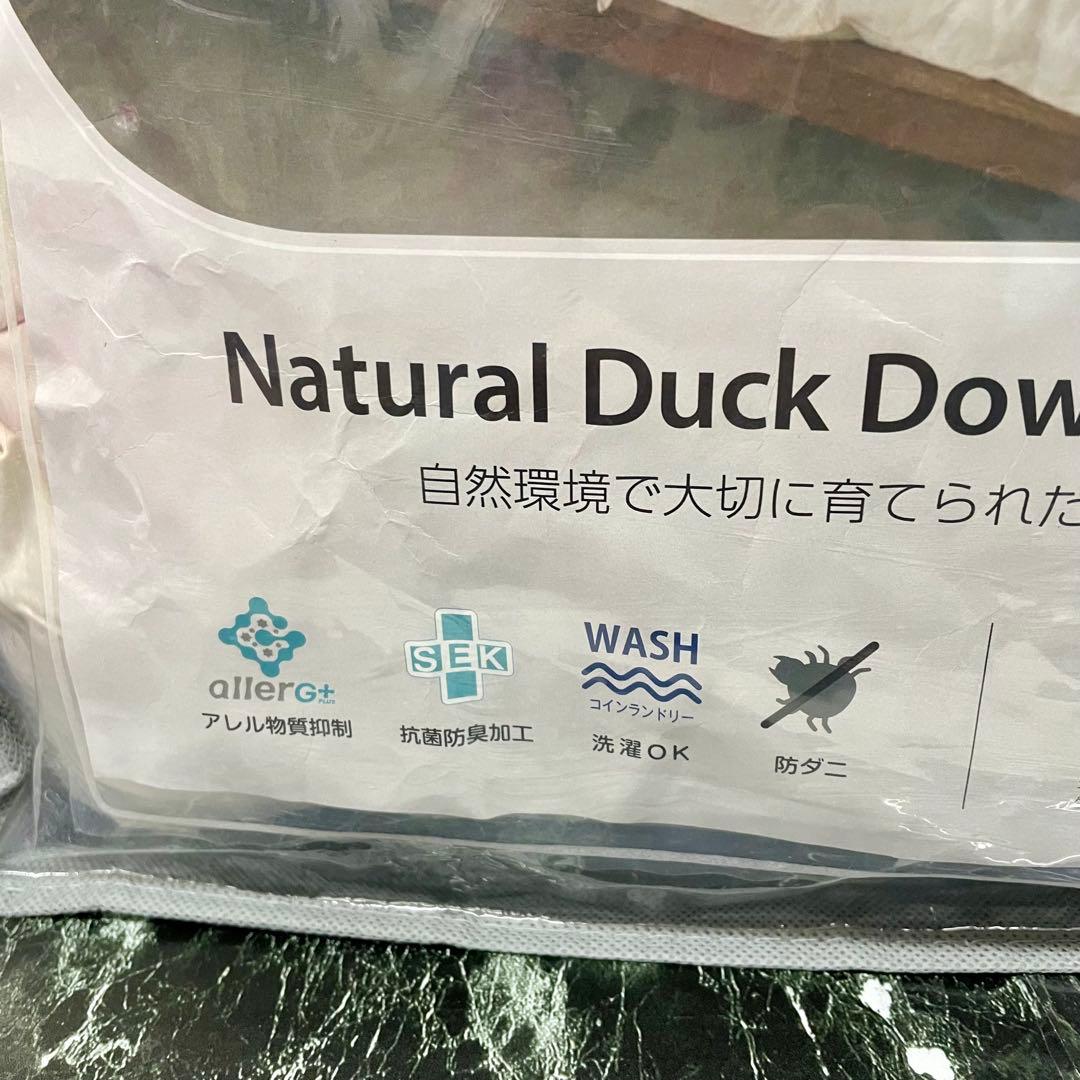 Natural Duck Dow
自然環境で大切に育てられた
allerG+
PLUS
アレル物質抑制
SEK
抗菌防臭加工
WASH
コインランドリー
洗濯OK
防ダニ